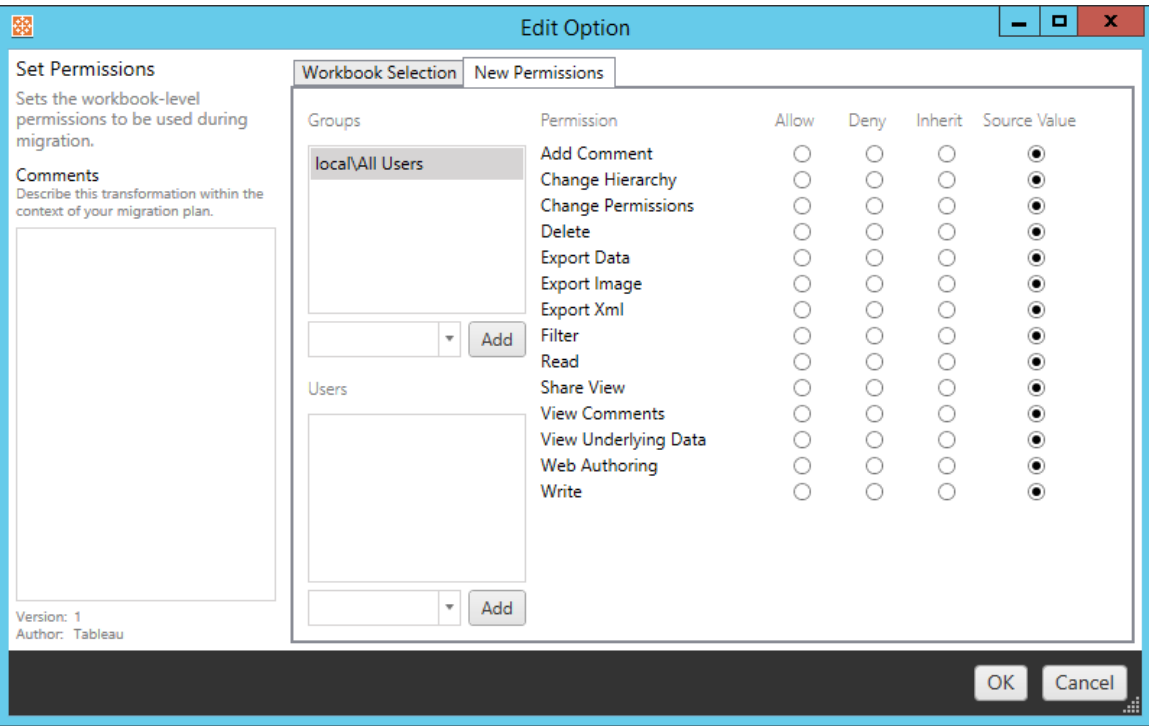 Edit Option
Set Permissions
Sets the workbook-level
permissions to be used during
migration.
Comments
Describe this transformation within the
context of your migration plan.
Version: 1
Author: Tableau
Workbook Selection New Permissions
Groups
local\All Users
Add
Users
Add
Permission Allow Deny Inherit Source Value
Add Comment
Change Hierarchy
Change Permissions
Delete
Export Data
Export Image
Export Xml
Filter
Read
Share View
View Comments
View Underlying Data
Web Authoring
Write
OK Cancel